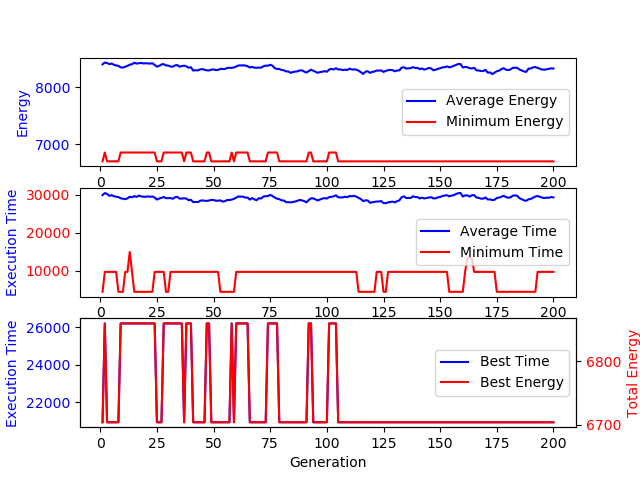 Energy
8000
7000
Average Energy
Minimum Energy
0 25 50 75 100 125 150 175 200
Execution Time
30000
20000
10000
Average Time
Minimum Time
0 25 50 75 100 125 150 175 200
Execution Time
26000
24000
22000
Best Time
Best Energy
6800
6700
Total Energy
0 25 50 75 100 125 150 175 200
Generation